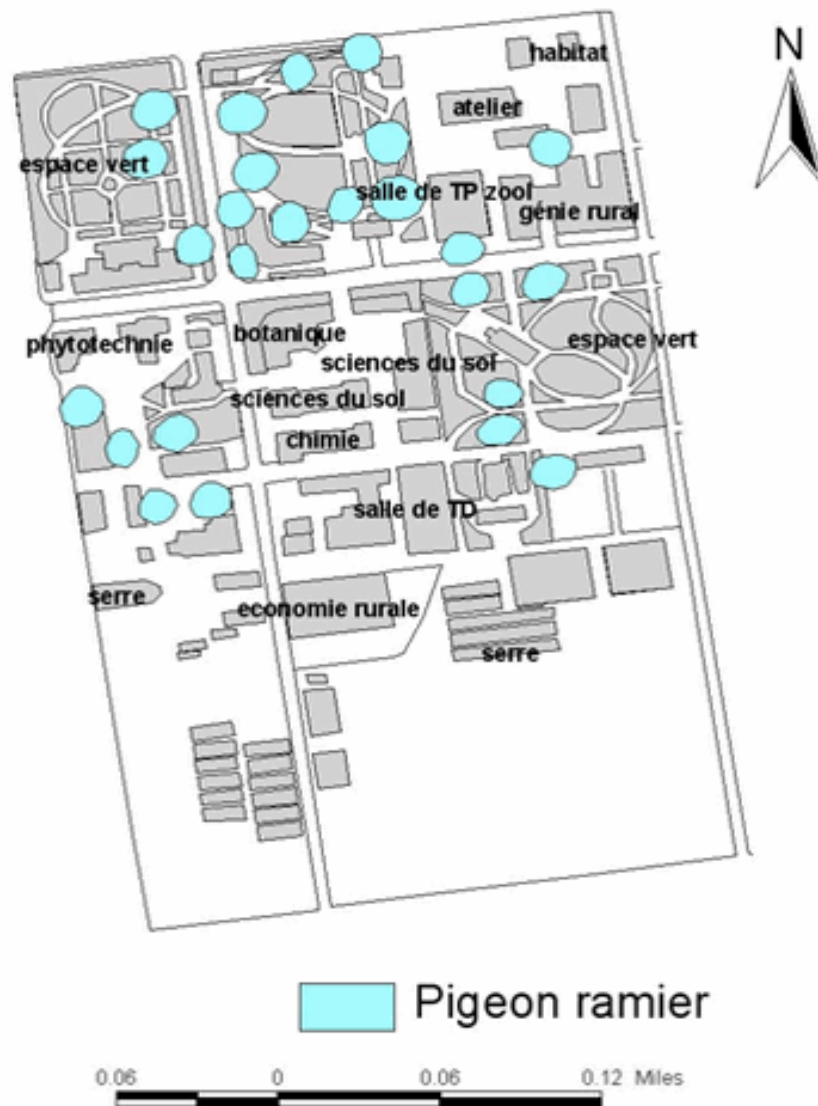 N
habitat
atelier
espace vert
salle de TP zool
génie rural
phytotechnie
botanique
espace vert
sciences du sol
sciences du sol
chimie
salle de TD
serre
economie rurale
serre
Pigeon ramier
0.06 0 0.06 0.12 Miles